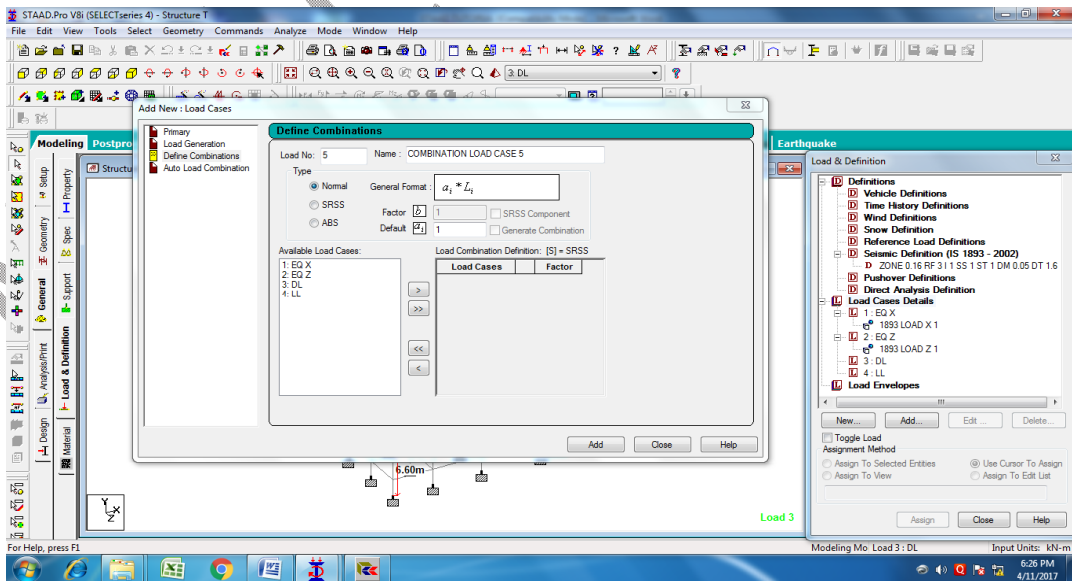 STAAD.Pro V8i (SELECTseries 4) - Structure T
File Edit View Tools Select Geometry Commands Analyze Mode Window Help
3: DL
Modeling Postpro
Earthquake
Setup
Geometry
General
Analysis/Print
Design
Property
Spec
Support
Load & Definition
Material
Structu
Add New : Load Cases
Primary
Load Generation
Define Combinations
Auto Load Combination
Define Combinations
Load No: 5 Name : COMBINATION LOAD CASE 5
Type
Normal General Format : a i * L i
SRSS
Factor b 1 SRSS Component
ABS
Default a i 1 Generate Combination
Available Load Cases: Load Combination Definition: [S] = SRSS
1: EQ X
2: EQ Z
3: DL
4: LL
Load Cases Factor
>
>>
<<
<
Add Close Help
6.60m
Y
X
Z
Load 3
Load & Definition
Definitions
Vehicle Definitions
Time History Definitions
Wind Definitions
Snow Definition
Reference Load Definitions
Seismic Definition (IS 1893 - 2002)
ZONE 0.16 RF 3 I 1 SS 1 ST 1 DM 0.05 DT 1.6
Pushover Definitions
Direct Analysis Definition
Load Cases Details
1 : EQ X
1893 LOAD X 1
2 : EQ Z
1893 LOAD Z 1
3 : DL
4 : LL
Load Envelopes
New... Add... Edit ... Delete...
Toggle Load
Assignment Method
Assign To Selected Entities Use Cursor To Assign
Assign To View Assign To Edit List
Assign Close Help
For Help, press F1
Modeling Mo Load 3 : DL Input Units: kN-m
6:26 PM
4/11/2017